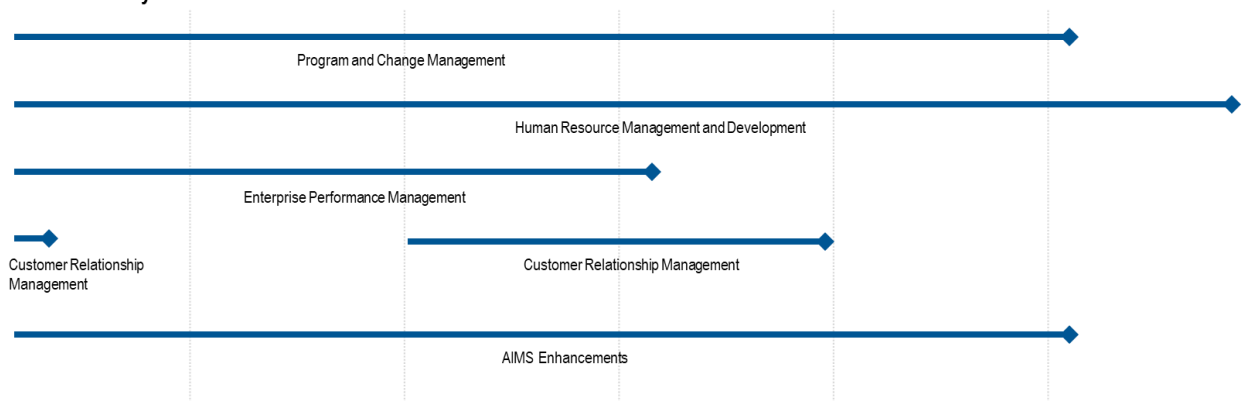 Program and Change Management
Human Resource Management and Development
Enterprise Performance Management
Customer Relationship
Management
Customer Relationship Management
AIMS Enhancements